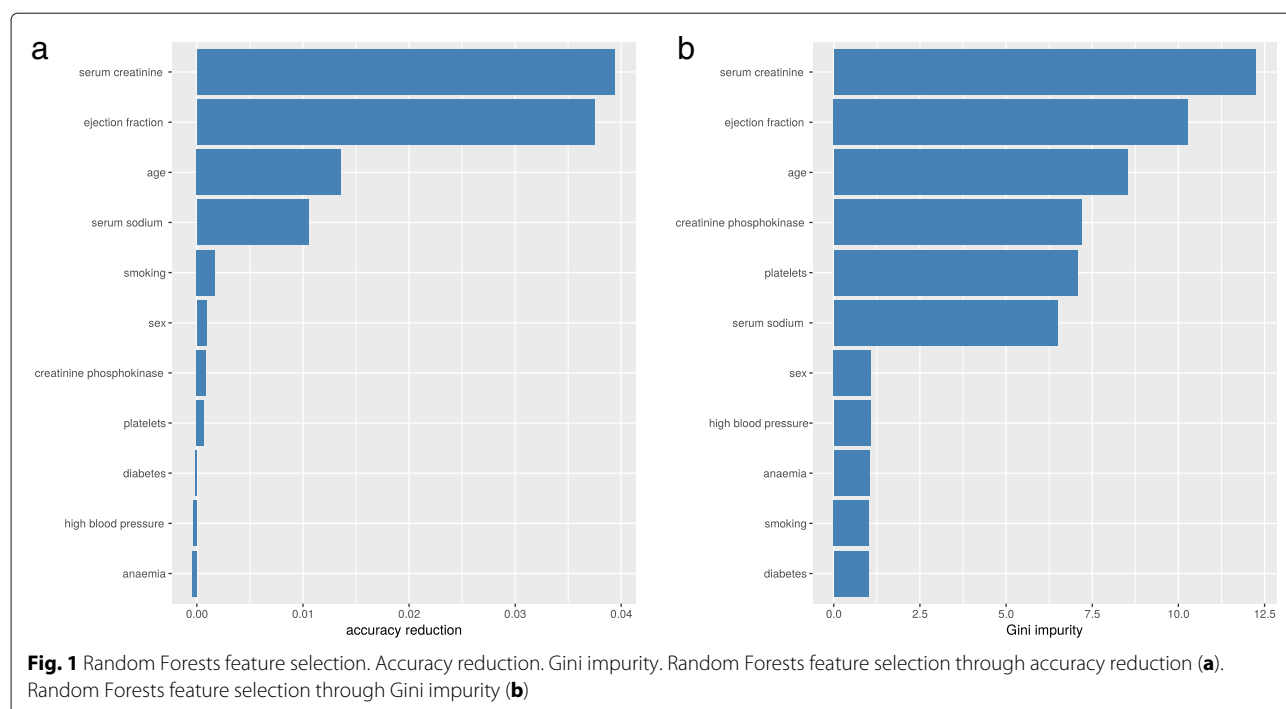 a
serum creatinine
ejection fraction
age
serum sodium
smoking
sex
creatinine phosphokinase
platelets
diabetes
high blood pressure
anaemia
0.00 0.01 0.02 0.03 0.04
accuracy reduction
b
serum creatinine
ejection fraction
age
creatinine phosphokinase
platelets
serum sodium
sex
high blood pressure
anaemia
smoking
diabetes
0.0 2.5 5.0 7.5 10.0 12.5
Gini impurity
Fig. 1 Random Forests feature selection. Accuracy reduction. Gini impurity. Random Forests feature selection through accuracy reduction (a).
Random Forests feature selection through Gini impurity (b)